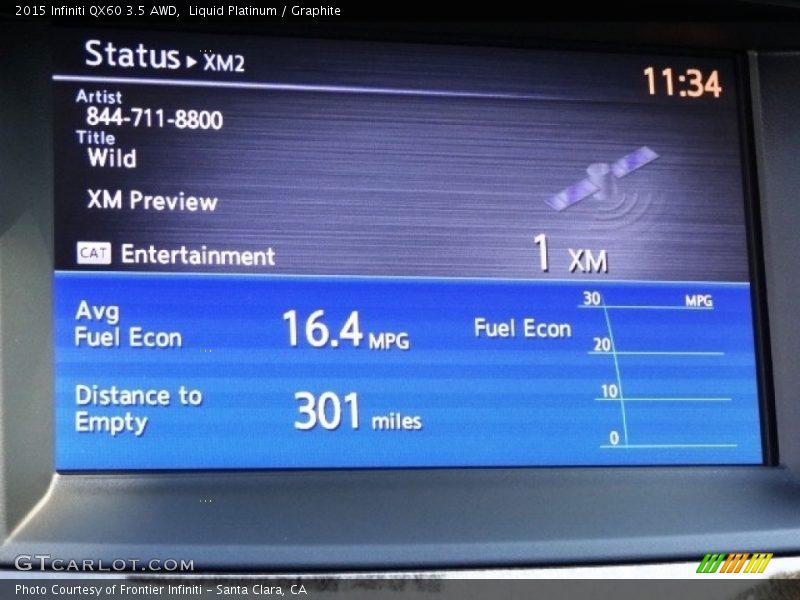 2015 Infiniti QX60 3.5 AWD, Liquid Platinum / Graphite
Status ▸ XM2
11:34
Artist
844-711-8800
Title
Wild
XM Preview
CAT Entertainment
1 XM
Avg
Fuel Econ
16.4 MPG
Distance to
Empty
301 miles
Fuel Econ
30 MPG
20
10
0
GTCARLOT.COM
Photo Courtesy of Frontier Infiniti - Santa Clara, CA